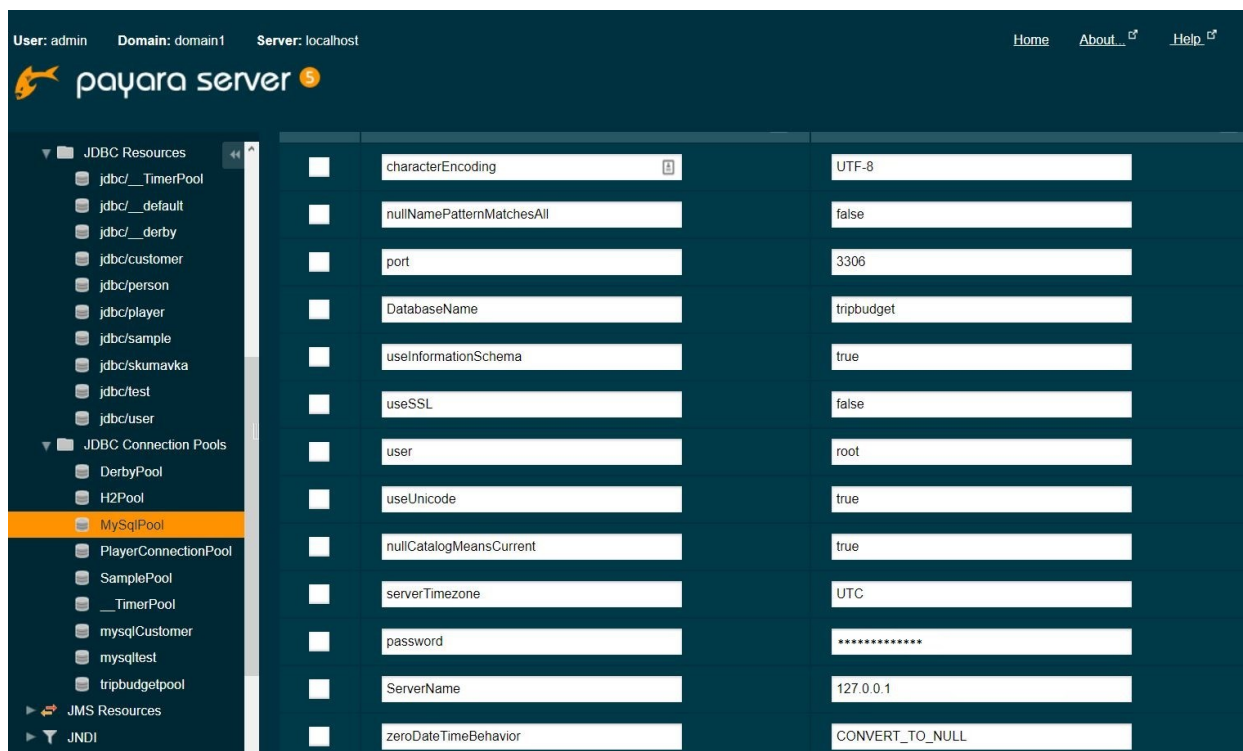 User: admin Domain: domain1 Server: localhost Home About... Help
payara server 5
JDBC Resources
jdbc/__TimerPool
jdbc/__default
jdbc/__derby
jdbc/customer
jdbc/person
jdbc/player
jdbc/sample
jdbc/skumavka
jdbc/test
jdbc/user
JDBC Connection Pools
DerbyPool
H2Pool
MySqlPool
PlayerConnectionPool
SamplePool
__TimerPool
mysqlCustomer
mysqltest
tripbudgetpool
JMS Resources
JNDI
characterEncoding UTF-8
nullNamePatternMatchesAll false
port 3306
DatabaseName tripbudget
useInformationSchema true
useSSL false
user root
useUnicode true
nullCatalogMeansCurrent true
serverTimezone UTC
password *************
ServerName 127.0.0.1
zeroDateTimeBehavior CONVERT_TO_NULL